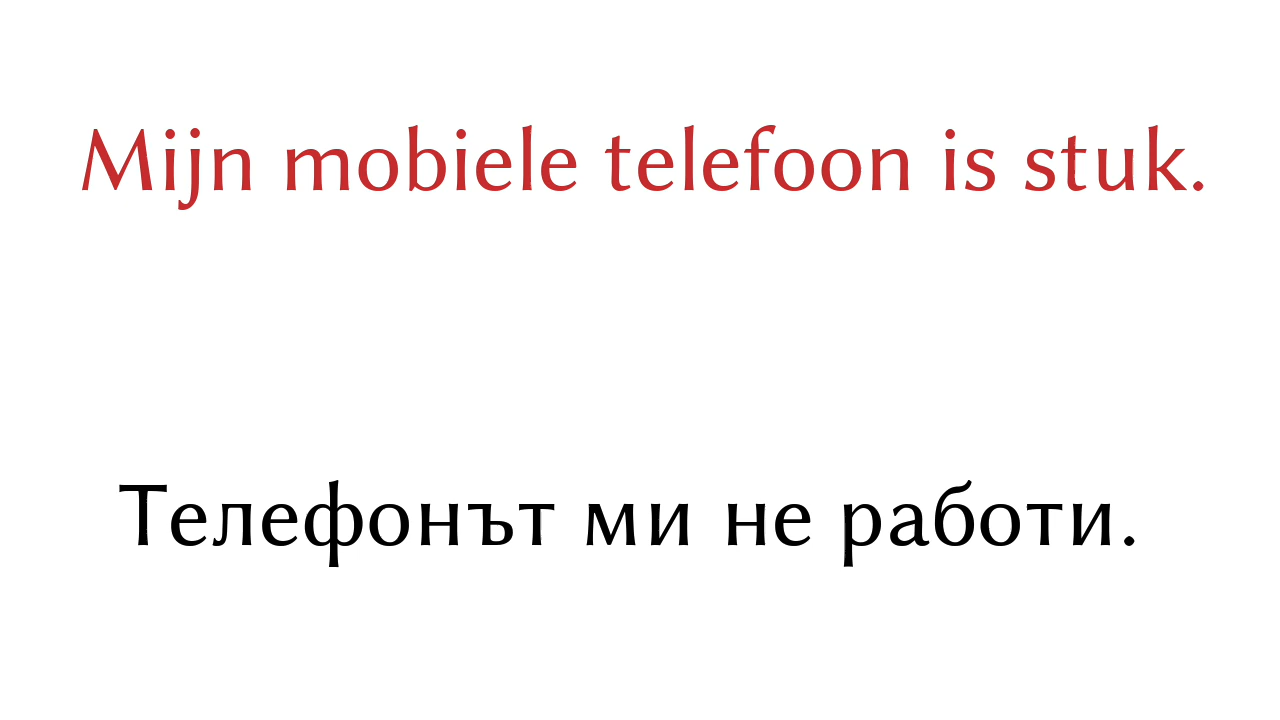 Mijn mobiele telefoon is stuk.
Телефонът ми не работи.